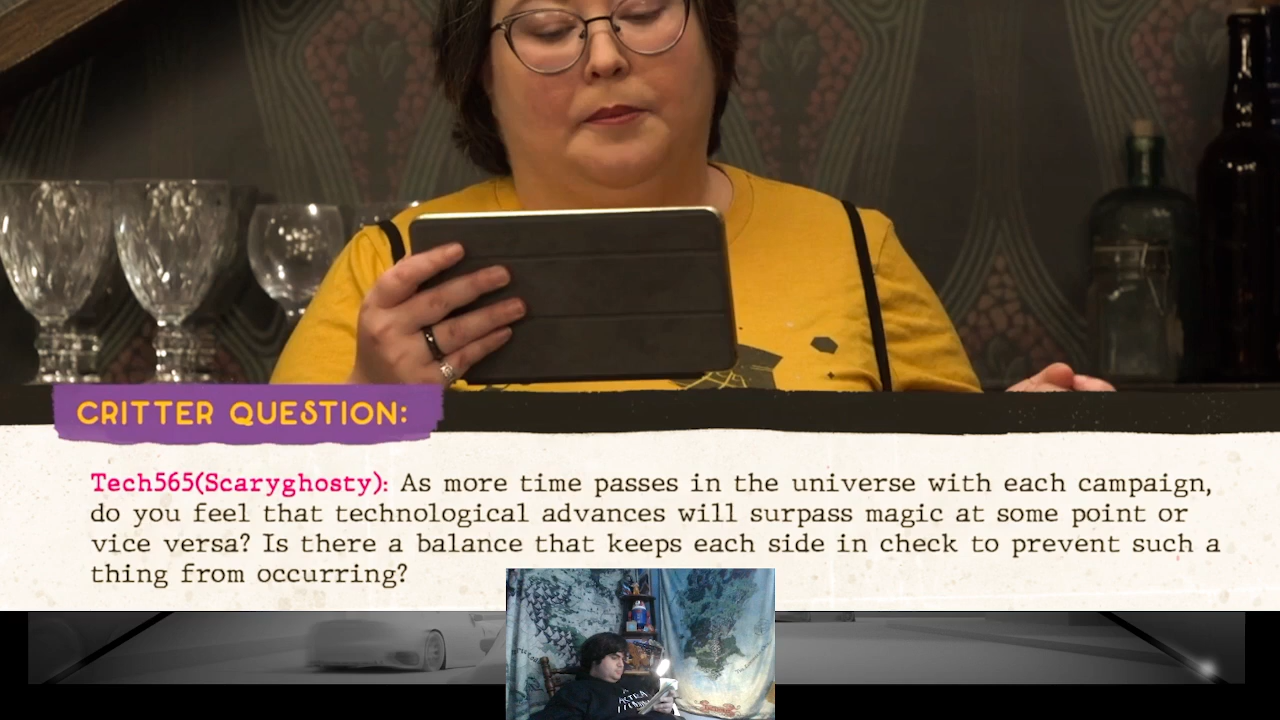 CRITTER QUESTION:
Tech565(Scaryghosty): As more time passes in the universe with each campaign,
do you feel that technological advances will surpass magic at some point or
vice versa? Is there a balance that keeps each side in check to prevent such a
thing from occurring?